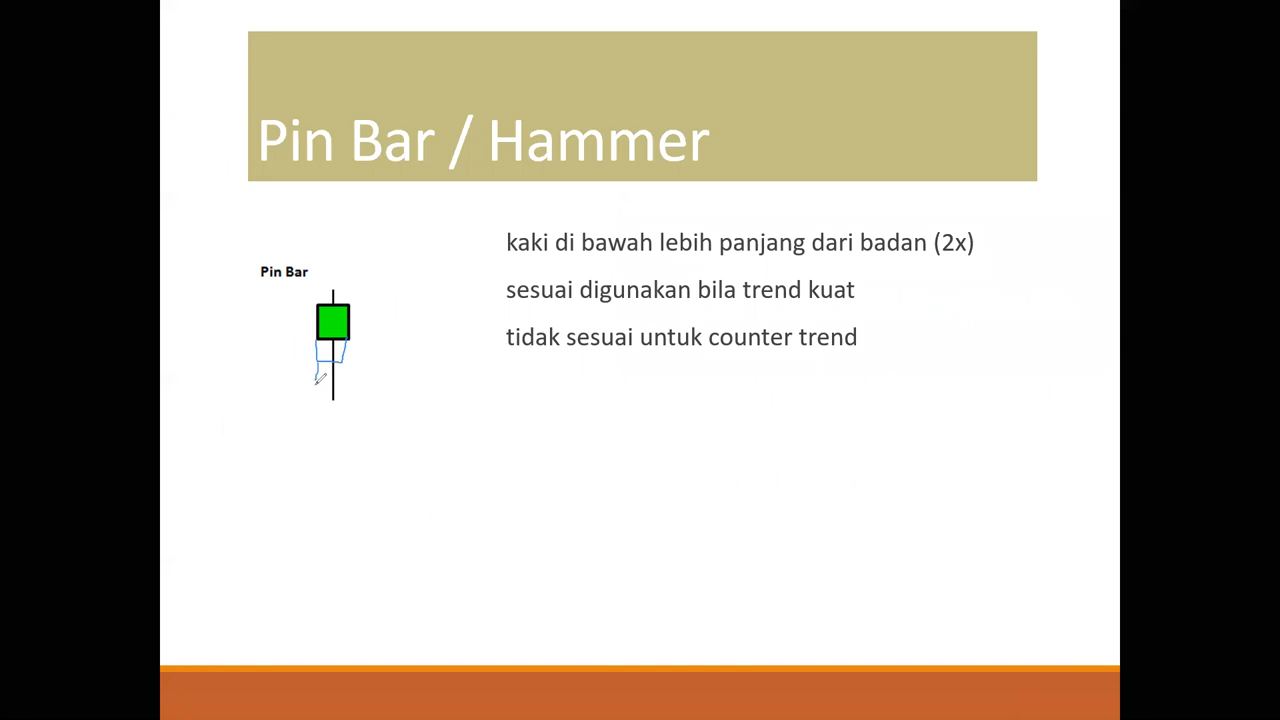 Pin Bar / Hammer
kaki di bawah lebih panjang dari badan (2x)
Pin Bar
sesuai digunakan bila trend kuat
tidak sesuai untuk counter trend